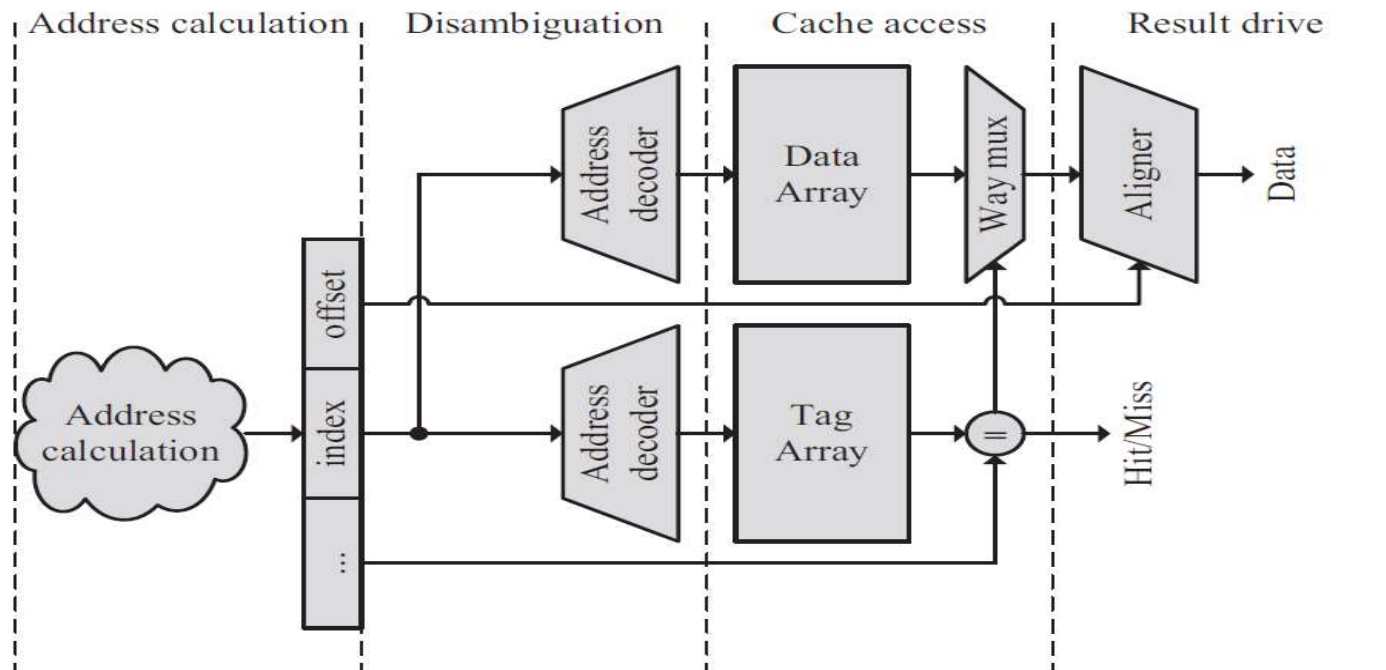 Address calculation
Disambiguation
Cache access
Result drive
Address
decoder
Data
Array
Way mux
Aligner
Data
offset
index
...
Address
calculation
Address
decoder
Tag
Array
=
Hit/Miss